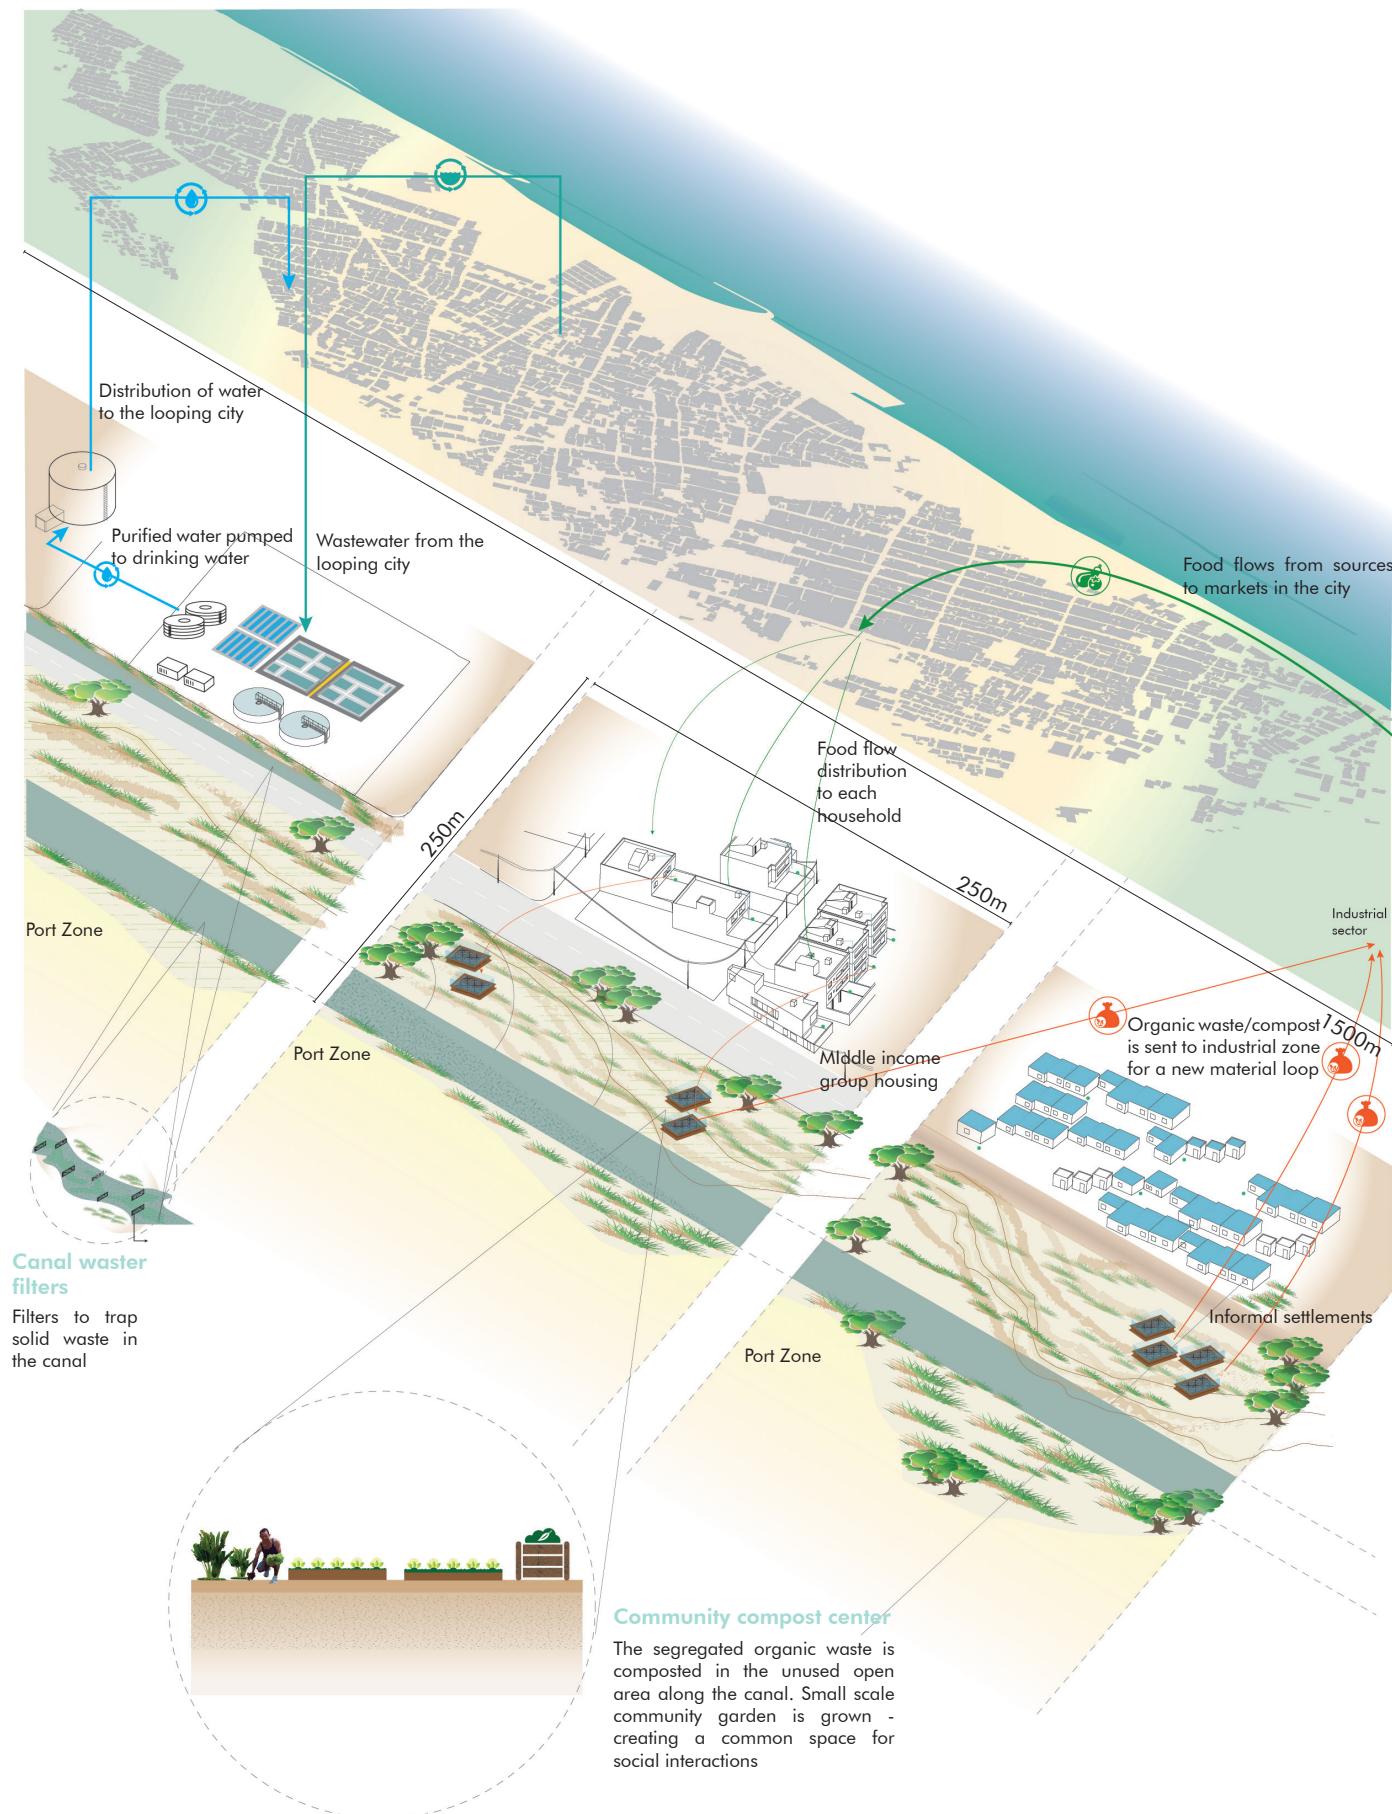 Distribution of water
to the looping city
Purified water pumped
to drinking water
Wastewater from the
looping city
Food flows from sources
to markets in the city
Food flow
distribution
to each
household
250m
250m
1500m
Industrial
sector
Port Zone
Port Zone
Port Zone
Middle income
group housing
Organic waste/compost
is sent to industrial zone
for a new material loop
Informal settlements
Canal waster
filters
Filters to trap
solid waste in
the canal
Community compost center
The segregated organic waste is
composted in the unused open
area along the canal. Small scale
community garden is grown -
creating a common space for
social interactions